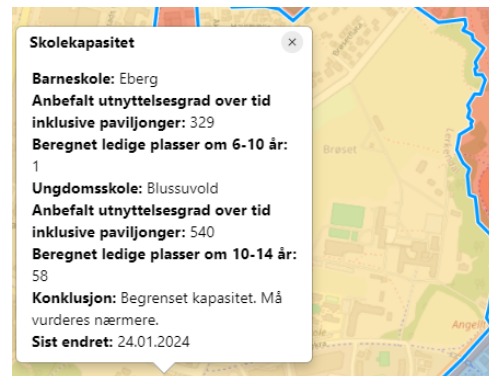 Skolekapasitet
Barneskole: Eberg
Anbefalt utnyttelsesgrad over tid
inklusive paviljonger: 329
Beregnet ledige plasser om 6-10 år:
1
Ungdomsskole: Blussuvold
Anbefalt utnyttelsesgrad over tid
inklusive paviljonger: 540
Beregnet ledige plasser om 10-14 år:
58
Konklusjon: Begrenset kapasitet. Må
vurderes nærmere.
Sist endret: 24.01.2024
Brøset